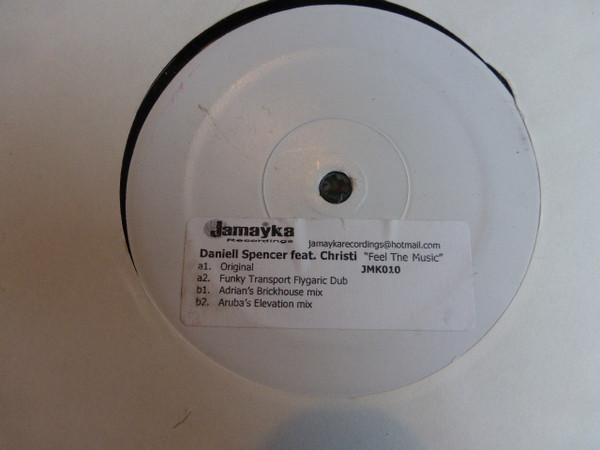 Jamayka
Recordings
jamaykarecordings@hotmail.com
Daniell Spencer feat. Christi "Feel The Music"
a1. Original JMK010
a2. Funky Transport Flygaric Dub
b1. Adrian's Brickhouse mix
b2. Aruba's Elevation mix